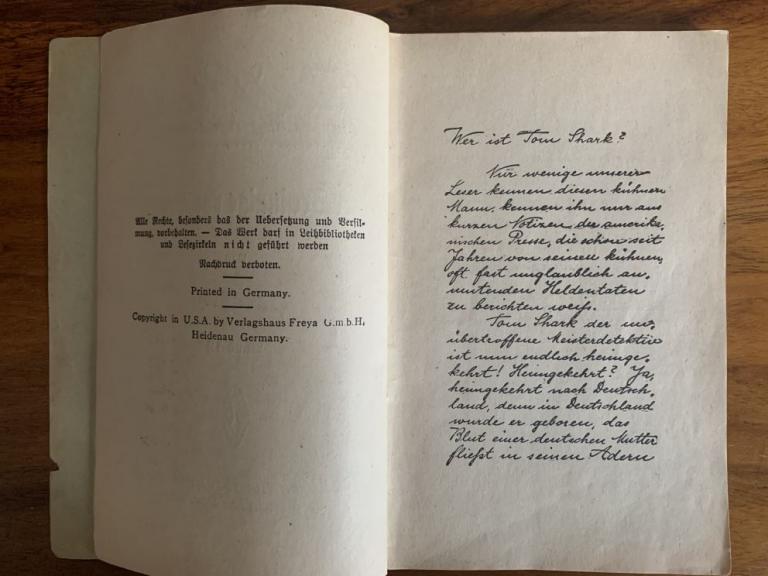 Alle Rechte, besonders das der Uebersetzung und Verfil-
mung, vorbehalten. — Das Werk darf in Leihbibliotheken
und Lesezirkeln nicht geführt werden
Nachdruck verboten.
Printed in Germany.
Copyright in U.S.A. by Verlagshaus Freya G.m.b.H.
Heidenau Germany.
Wer ist Tom Shark?
Nur wenige unserer
Leser kennen diesen kühnen
Mann, kennen ihn nur aus
kurzen Notizen der amerika-
nischen Presse, die schon seit
Jahren von seinen kühnen,
oft fast unglaublich an-
mutenden Heldentaten
zu berichten weiß.
Tom Shark der un-
übertroffene Meisterdetektiv
ist nun endlich heimge-
kehrt! Heimgekehrt? Ja,
heimgekehrt nach Deutsch-
land, denn in Deutschland
wurde er geboren, das
Blut einer deutschen Mutter
fließt in seinen Adern